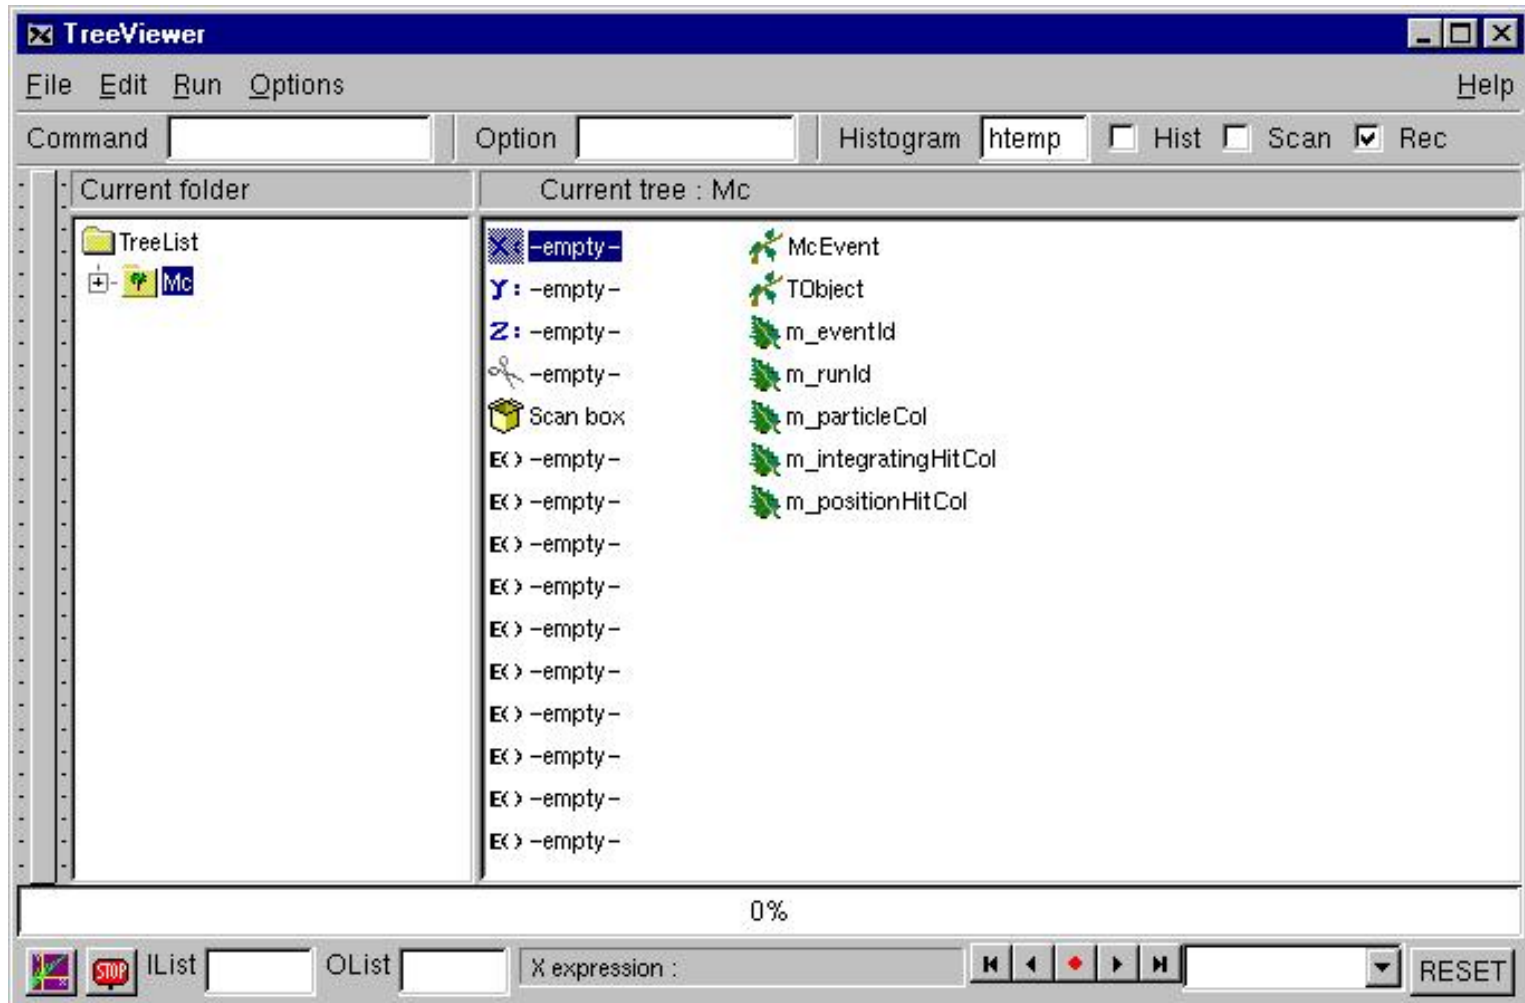 TreeViewer
File Edit Run Options Help
Command Option Histogram htemp Hist Scan Rec
Current folder Current tree : Mc
TreeList
Mc
X: -empty-
Y: -empty-
Z: -empty-
-empty-
Scan box
E() -empty-
E() -empty-
E() -empty-
E() -empty-
E() -empty-
E() -empty-
E() -empty-
E() -empty-
E() -empty-
E() -empty-
McEvent
TObject
m_eventId
m_runId
m_particleCol
m_integratingHitCol
m_positionHitCol
0%
STOP IList OList X expression : RESET